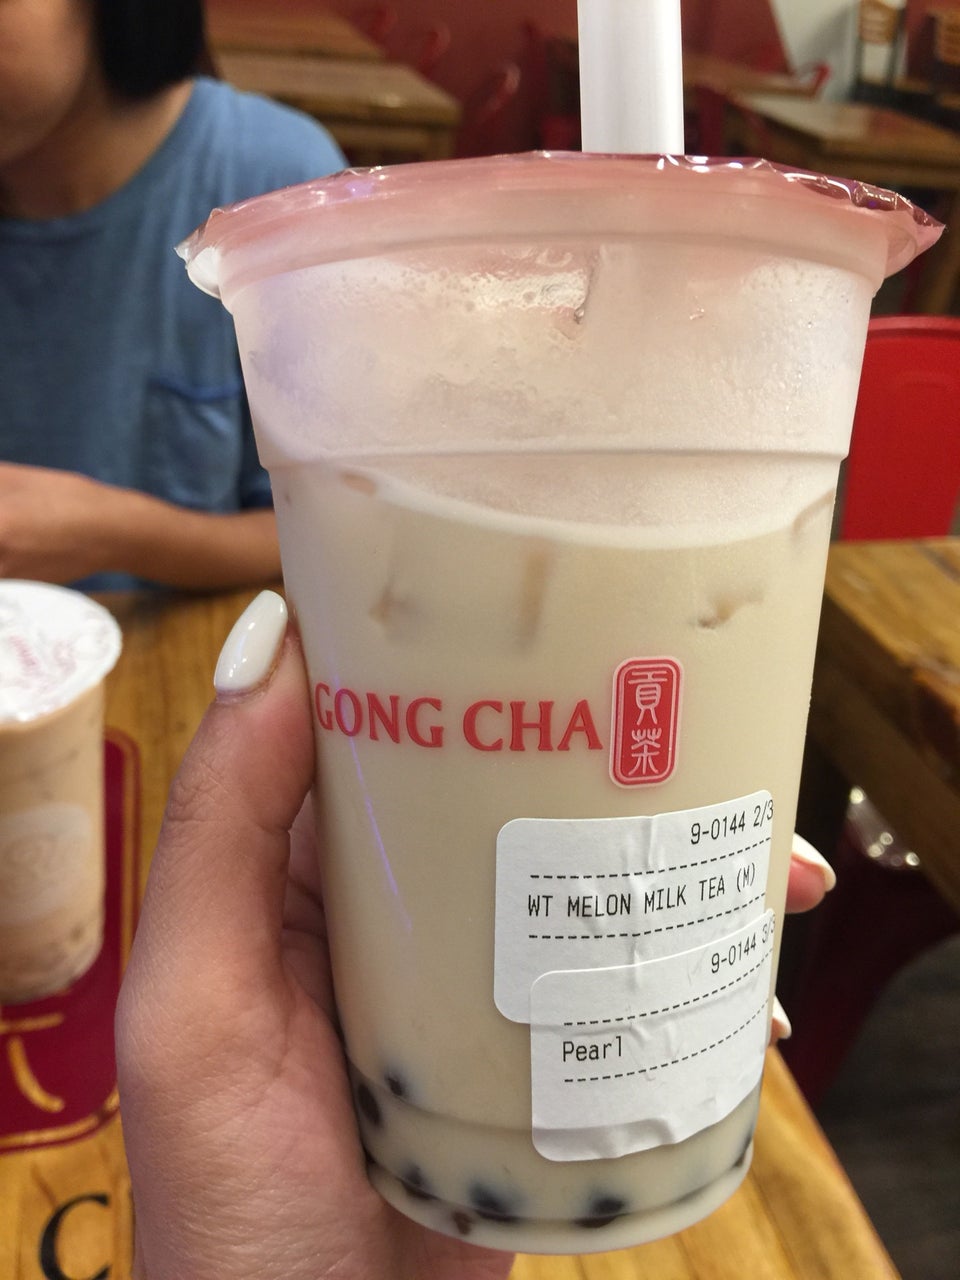 GONG CHA 貢茶
9-0144 2/3
WT MELON MILK TEA (M)
9-0144 3/3
Pearl
C